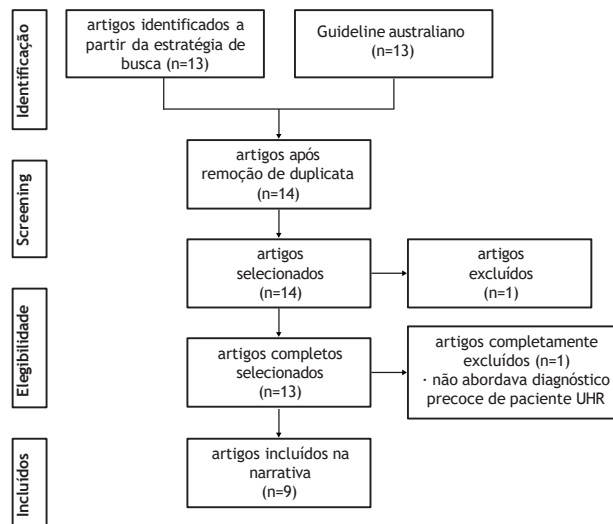 Identificação
artigos identificados a
partir da estratégia de
busca (n=13)
Guideline australiano
(n=13)
Screening
artigos após
remoção de duplicata
(n=14)
artigos
selecionados
(n=14)
artigos
excluídos
(n=1)
Elegibilidade
artigos completos
selecionados
(n=13)
artigos completamente
excluídos (n=1)
· não abordava diagnóstico
precoce de paciente UHR
Incluídos
artigos incluídos na
narrativa
(n=9)